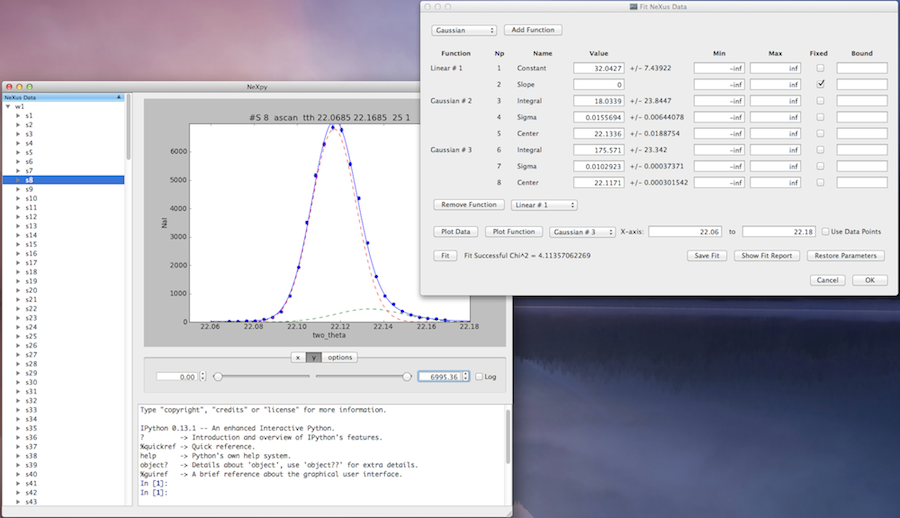 Fit NeXus Data
Gaussian Add Function
Function Np Name Value Min Max Fixed Bound
Linear # 1 1 Constant 32.0427 +/- 7.43922 -inf inf
2 Slope 0 -inf inf
Gaussian # 2 3 Integral 18.0339 +/- 23.8447 -inf inf
4 Sigma 0.0155694 +/- 0.00644078 -inf inf
5 Center 22.1336 +/- 0.0188754 -inf inf
Gaussian # 3 6 Integral 175.571 +/- 23.342 -inf inf
7 Sigma 0.0102923 +/- 0.00037371 -inf inf
8 Center 22.1171 +/- 0.000301542 -inf inf
Remove Function Linear # 1
Plot Data Plot Function Gaussian # 3 X-axis: 22.06 to 22.18 Use Data Points
Fit Fit Successful Chi^2 = 4.11357062269 Save Fit Show Fit Report Restore Parameters
Cancel OK
NeXpy
NeXus Data
w1
s1
s2
s3
s4
s5
s6
s7
s8
s9
s10
s11
s12
s13
s14
s15
s16
s17
s18
s19
s20
s21
s22
s23
s24
s25
s26
s27
s28
s29
s30
s31
s32
s33
s34
s35
s36
s37
s38
s39
s40
s41
s42
s43
#S 8 ascan tth 22.0685 22.1685 25 1
6000
5000
4000
3000
2000
1000
0
NaI
22.06 22.08 22.10 22.12 22.14 22.16 22.18
two_theta
x y options
0.00 6995.36 Log
Type "copyright", "credits" or "license" for more information.
IPython 0.13.1 -- An enhanced Interactive Python.
? -> Introduction and overview of IPython's features.
%quickref -> Quick reference.
help -> Python's own help system.
object? -> Details about 'object', use 'object??' for extra details.
%guiref -> A brief reference about the graphical user interface.
In [1]:
In [1]: